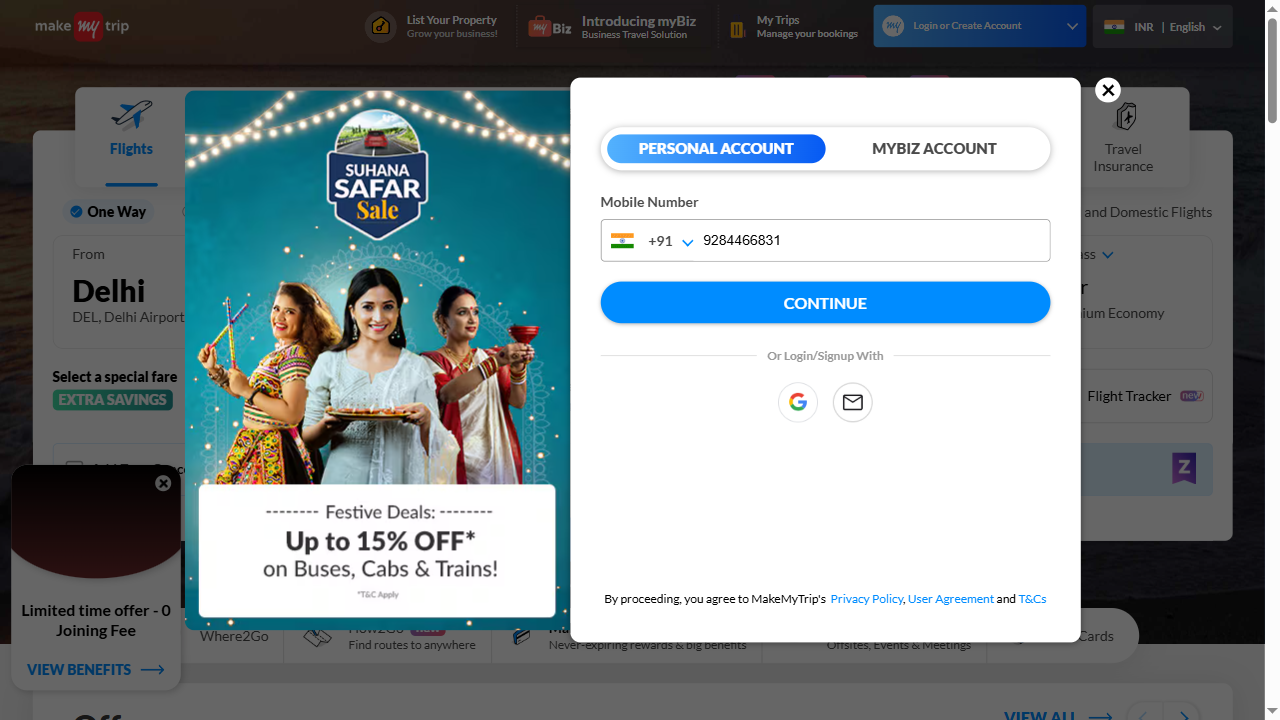 make my trip
List Your Property
Grow your business!
myBiz
Introducing myBiz
Business Travel Solution
My Trips
Manage your bookings
my
Login or Create Account
INR | English
Flights
Travel
Insurance
One Way
and Domestic Flights
From
Delhi
DEL, Delhi Airport
Select a special fare
EXTRA SAVINGS
Flight Tracker
new
SUHANA
SAFAR
Sale
-------- Festive Deals: --------
Up to 15% OFF*
on Buses, Cabs & Trains!
*T&C Apply
PERSONAL ACCOUNT
MYBIZ ACCOUNT
Mobile Number
+91 9284466831
CONTINUE
Or Login/Signup With
G
By proceeding, you agree to MakeMyTrip's Privacy Policy, User Agreement and T&Cs
Economy
Z
Limited time offer - 0
Joining Fee
VIEW BENEFITS
Where2Go
How2Go new
Find routes to anywhere
Never-expiring rewards & big benefits
Offsites, Events & Meetings
Cards
VIEW ALL